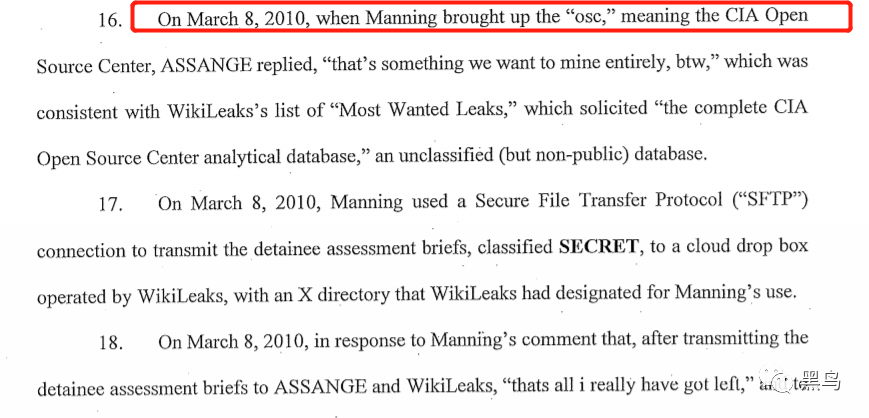 16. On March 8, 2010, when Manning brought up the “osc,” meaning the CIA Open
Source Center, ASSANGE replied, “that’s something we want to mine entirely, btw,” which was
consistent with WikiLeaks’s list of “Most Wanted Leaks,” which solicited “the complete CIA
Open Source Center analytical database,” an unclassified (but non-public) database.
17. On March 8, 2010, Manning used a Secure File Transfer Protocol (“SFTP”)
connection to transmit the detainee assessment briefs, classified SECRET, to a cloud drop box
operated by WikiLeaks, with an X directory that WikiLeaks had designated for Manning’s use.
18. On March 8, 2010, in response to Manning’s comment that, after transmitting the
detainee assessment briefs to ASSANGE and WikiLeaks, “thats all i really have got left,”
黑鸟